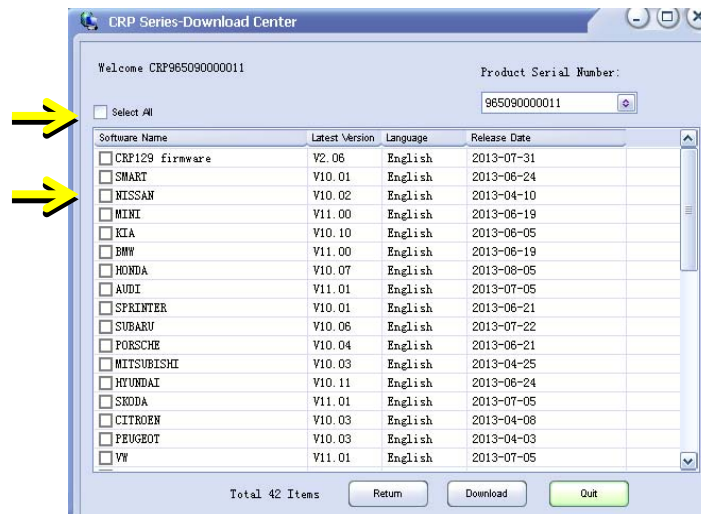 CRP Series-Download Center
Welcome CRP965090000011
Product Serial Number:
965090000011
Select All
Software Name Latest Version Language Release Date
CRP129 firmware V2.06 English 2013-07-31
SMART V10.01 English 2013-06-24
NISSAN V10.02 English 2013-04-10
MINI V11.00 English 2013-06-19
KIA V10.10 English 2013-06-05
BMW V11.00 English 2013-06-19
HONDA V10.07 English 2013-08-05
AUDI V11.01 English 2013-07-05
SPRINTER V10.01 English 2013-06-21
SUBARU V10.06 English 2013-07-22
PORSCHE V10.04 English 2013-06-21
MITSUBISHI V10.03 English 2013-04-25
HYUNDAI V10.11 English 2013-06-24
SKODA V11.01 English 2013-07-05
CITROEN V10.03 English 2013-04-08
PEUGEOT V10.03 English 2013-04-03
VW V11.01 English 2013-07-05
Total 42 Items Return Download Quit